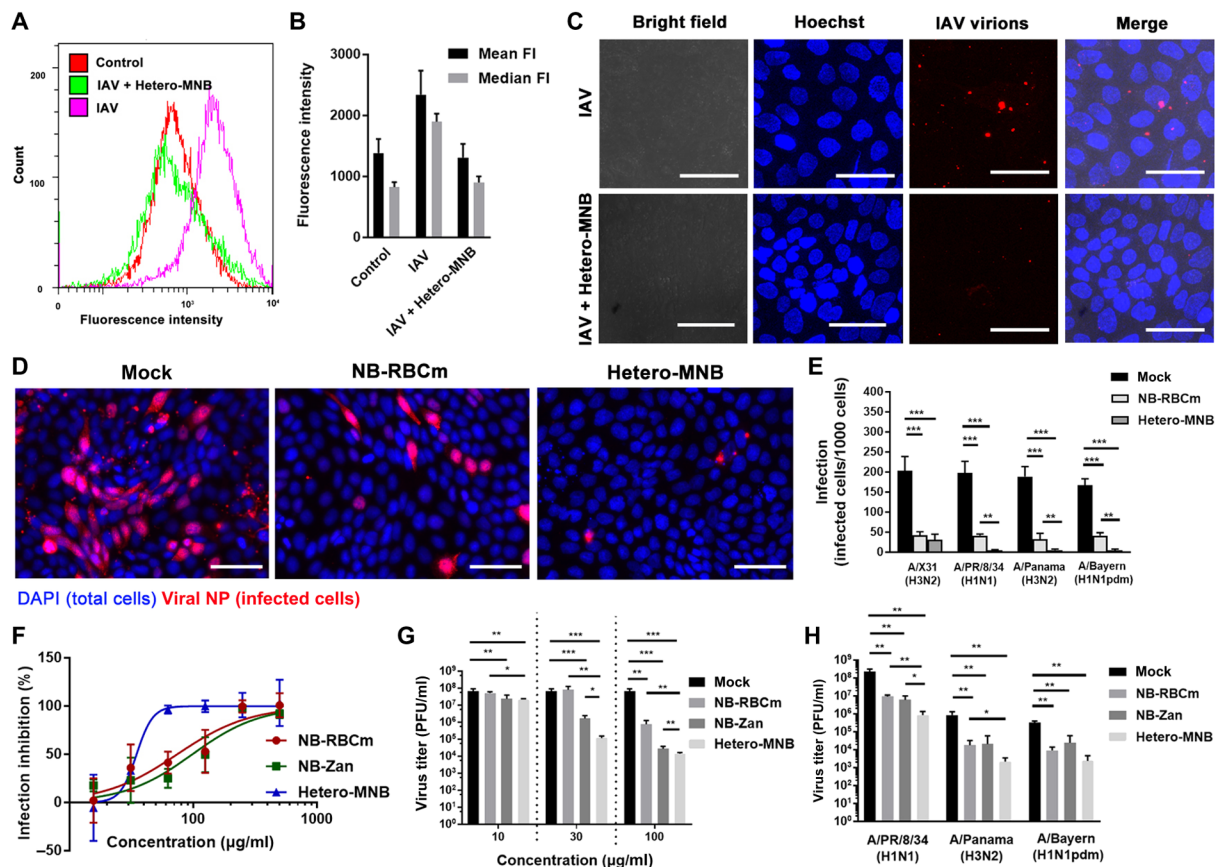 A
200
100
0
Count
Control
IAV + Hetero-MNB
IAV
0
10³
10⁴
Fluorescence intensity
B
3000
2000
1000
0
Fluorescence intensity
Mean FI
Median FI
Control
IAV
IAV + Hetero-MNB
C
Bright field
Hoechst
IAV virions
Merge
IAV
IAV + Hetero-MNB
D
Mock
NB-RBCm
Hetero-MNB
DAPI (total cells) Viral NP (infected cells)
E
Mock
NB-RBCm
Hetero-MNB
Infection
(infected cells/1000 cells)
400
350
300
250
200
150
100
50
0
***
***
***
***
**
***
***
**
***
***
**
A/X31
(H3N2)
A/PR/8/34
(H1N1)
A/Panama
(H3N2)
A/Bayern
(H1N1pdm)
F
Infection inhibition (%)
150
100
50
0
–50
NB-RBCm
NB-Zan
Hetero-MNB
100
1000
Concentration (µg/ml)
G
Virus titer (PFU/ml)
10⁹
10⁸
10⁷
10⁶
10⁵
10⁴
10³
10²
10¹
10⁰
**
**
*
***
***
**
*
***
***
**
**
**
10
30
100
Concentration (µg/ml)
Mock
NB-RBCm
NB-Zan
Hetero-MNB
H
Virus titer (PFU/ml)
10⁹
10⁸
10⁷
10⁶
10⁵
10⁴
10³
10²
10¹
10⁰
**
**
**
**
*
**
**
**
*
**
**
**
A/PR/8/34
(H1N1)
A/Panama
(H3N2)
A/Bayern
(H1N1pdm)
Mock
NB-RBCm
NB-Zan
Hetero-MNB